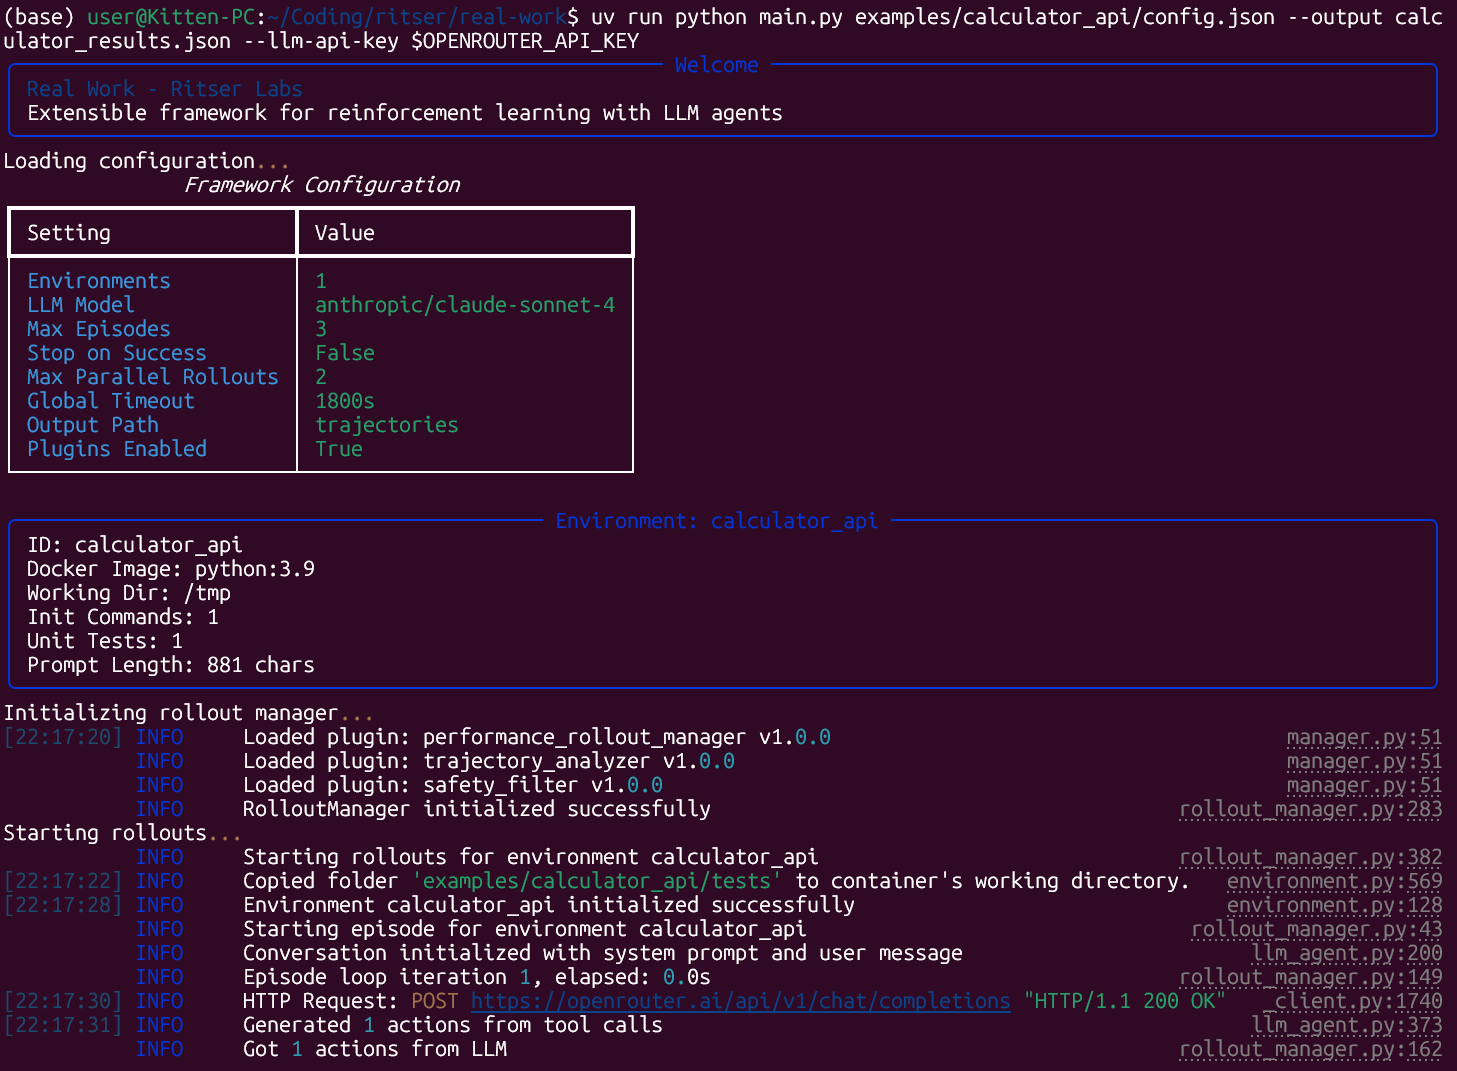 (base) user@Kitten-PC:~/Coding/ritser/real-work$ uv run python main.py examples/calculator_api/config.json --output calc
ulator_results.json --llm-api-key $OPENROUTER_API_KEY
Welcome
Real Work - Ritser Labs
Extensible framework for reinforcement learning with LLM agents
Loading configuration...
Framework Configuration
Setting Value
Environments 1
LLM Model anthropic/claude-sonnet-4
Max Episodes 3
Stop on Success False
Max Parallel Rollouts 2
Global Timeout 1800s
Output Path trajectories
Plugins Enabled True
Environment: calculator_api
ID: calculator_api
Docker Image: python:3.9
Working Dir: /tmp
Init Commands: 1
Unit Tests: 1
Prompt Length: 881 chars
Initializing rollout manager...
[22:17:20] INFO Loaded plugin: performance_rollout_manager v1.0.0 manager.py:51
INFO Loaded plugin: trajectory_analyzer v1.0.0 manager.py:51
INFO Loaded plugin: safety_filter v1.0.0 manager.py:51
INFO RolloutManager initialized successfully rollout_manager.py:283
Starting rollouts...
INFO Starting rollouts for environment calculator_api rollout_manager.py:382
[22:17:22] INFO Copied folder 'examples/calculator_api/tests' to container's working directory. environment.py:569
[22:17:28] INFO Environment calculator_api initialized successfully environment.py:128
INFO Starting episode for environment calculator_api rollout_manager.py:43
INFO Conversation initialized with system prompt and user message llm_agent.py:200
INFO Episode loop iteration 1, elapsed: 0.0s rollout_manager.py:149
[22:17:30] INFO HTTP Request: POST https://openrouter.ai/api/v1/chat/completions "HTTP/1.1 200 OK" _client.py:1740
[22:17:31] INFO Generated 1 actions from tool calls llm_agent.py:373
INFO Got 1 actions from LLM rollout_manager.py:162